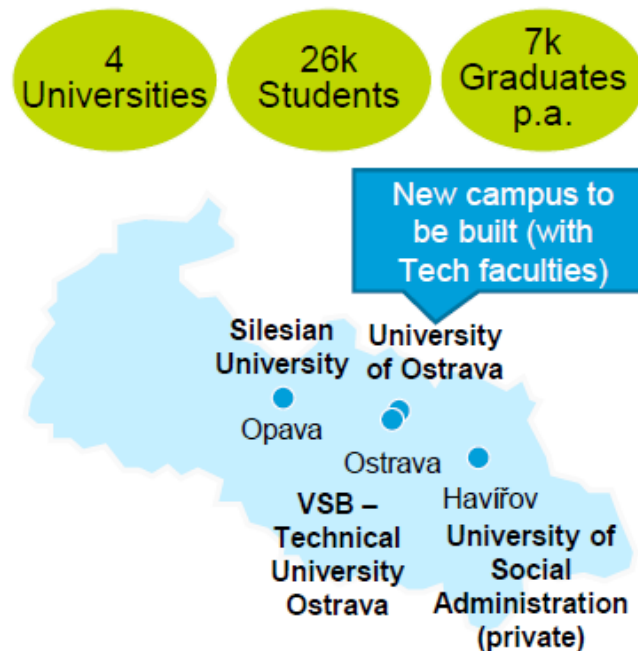 4
Universities
26k
Students
7k
Graduates
p.a.
New campus to
be built (with
Tech faculties)
Silesian
University
University
of Ostrava
Opava
Ostrava
Havířov
VSB –
Technical
University
Ostrava
University of
Social
Administration
(private)